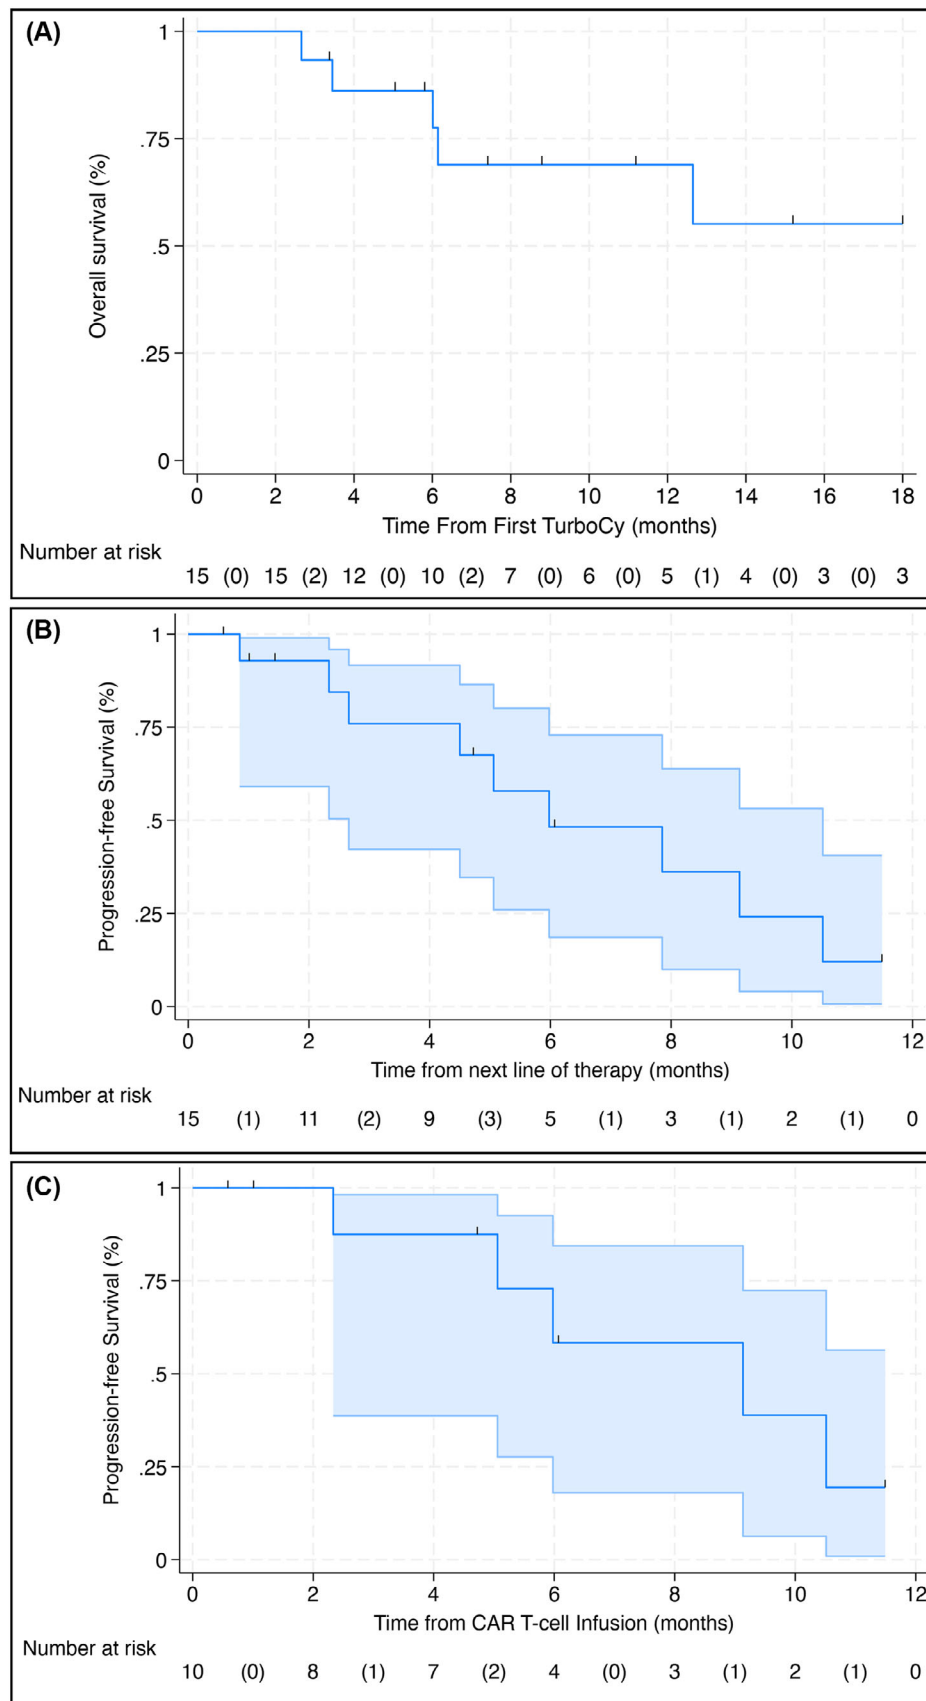 (A)
1
.75
.5
.25
0
Overall survival (%)
0 2 4 6 8 10 12 14 16 18
Time From First TurboCy (months)
Number at risk
15 (0) 15 (2) 12 (0) 10 (2) 7 (0) 6 (0) 5 (1) 4 (0) 3 (0) 3
(B)
1
.75
.5
.25
0
Progression-free Survival (%)
0 2 4 6 8 10 12
Time from next line of therapy (months)
Number at risk
15 (1) 11 (2) 9 (3) 5 (1) 3 (1) 2 (1) 0
(C)
1
.75
.5
.25
0
Progression-free Survival (%)
0 2 4 6 8 10 12
Time from CAR T-cell Infusion (months)
Number at risk
10 (0) 8 (1) 7 (2) 4 (0) 3 (1) 2 (1) 0